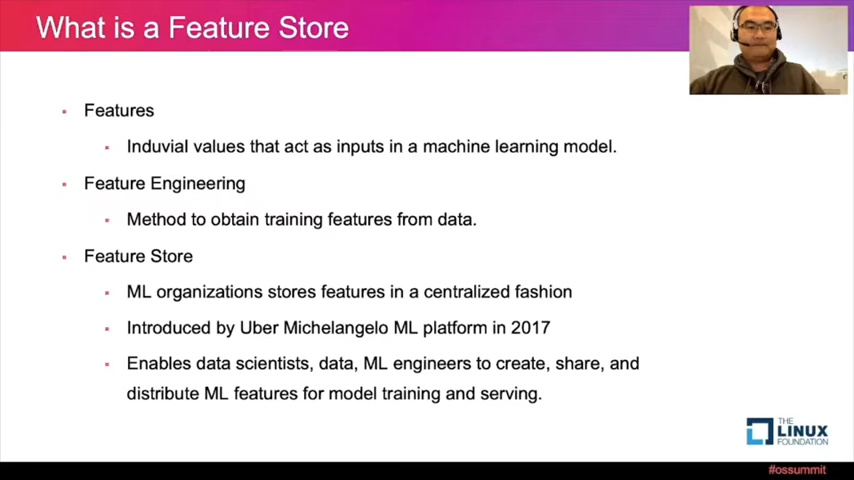 What is a Feature Store
Features
Induvial values that act as inputs in a machine learning model.
Feature Engineering
Method to obtain training features from data.
Feature Store
ML organizations stores features in a centralized fashion
Introduced by Uber Michelangelo ML platform in 2017
Enables data scientists, data, ML engineers to create, share, and
distribute ML features for model training and serving.
THE
LINUX
FOUNDATION
#ossummit